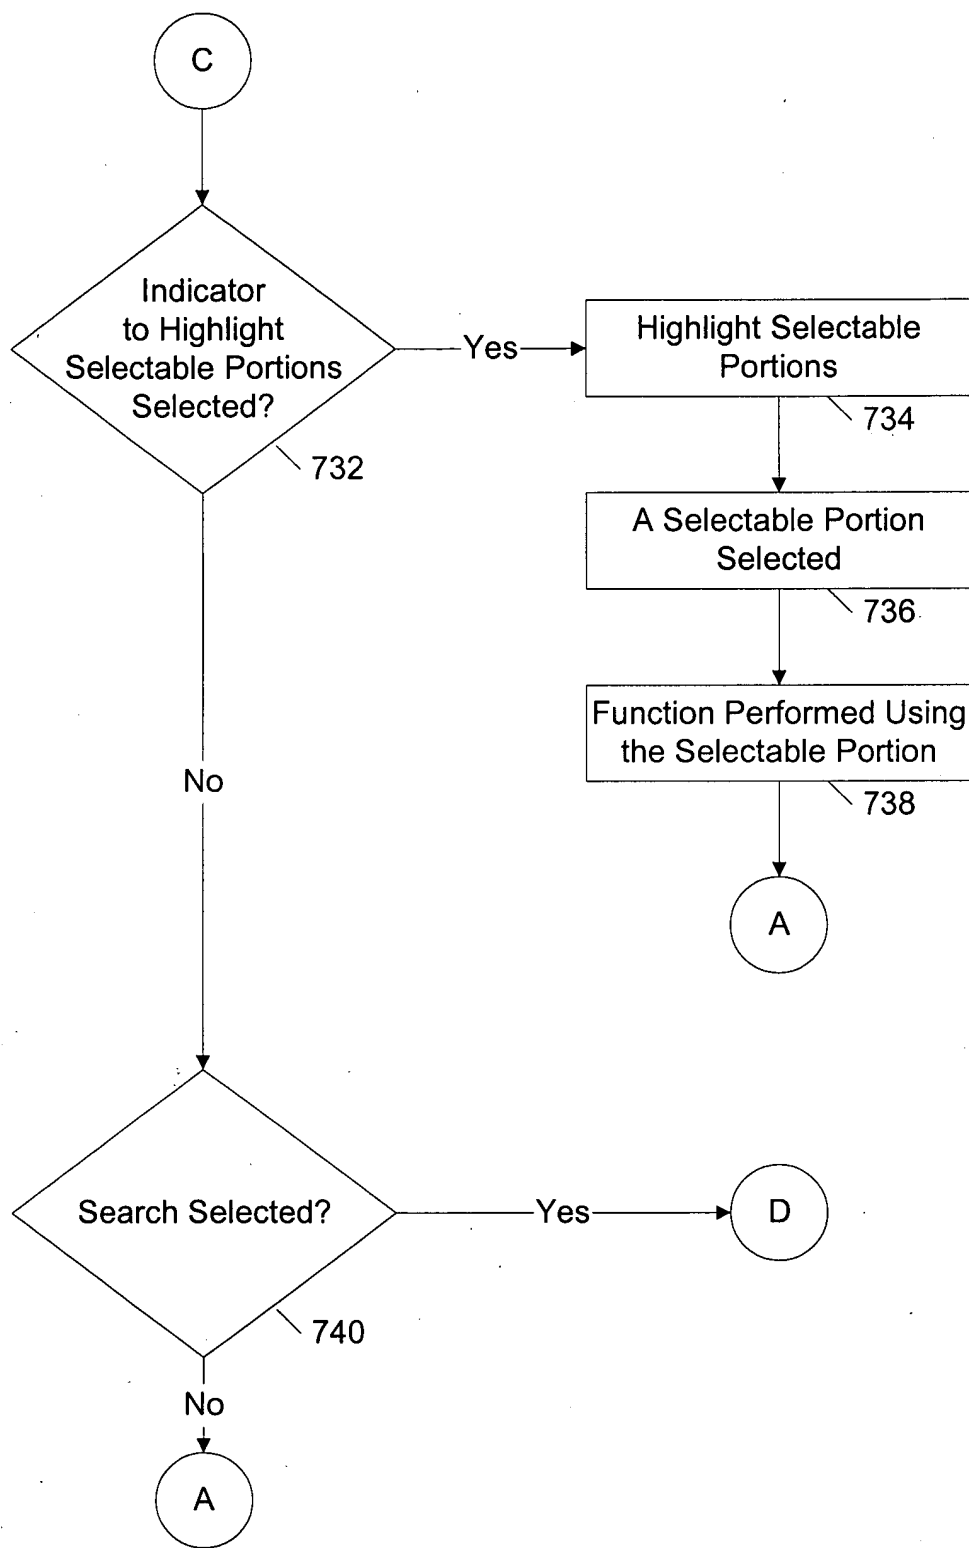 C
Indicator
to Highlight
Selectable Portions
Selected?
732
Yes
Highlight Selectable
Portions
734
A Selectable Portion
Selected
736
Function Performed Using
the Selectable Portion
738
A
No
Search Selected?
740
Yes
D
No
A